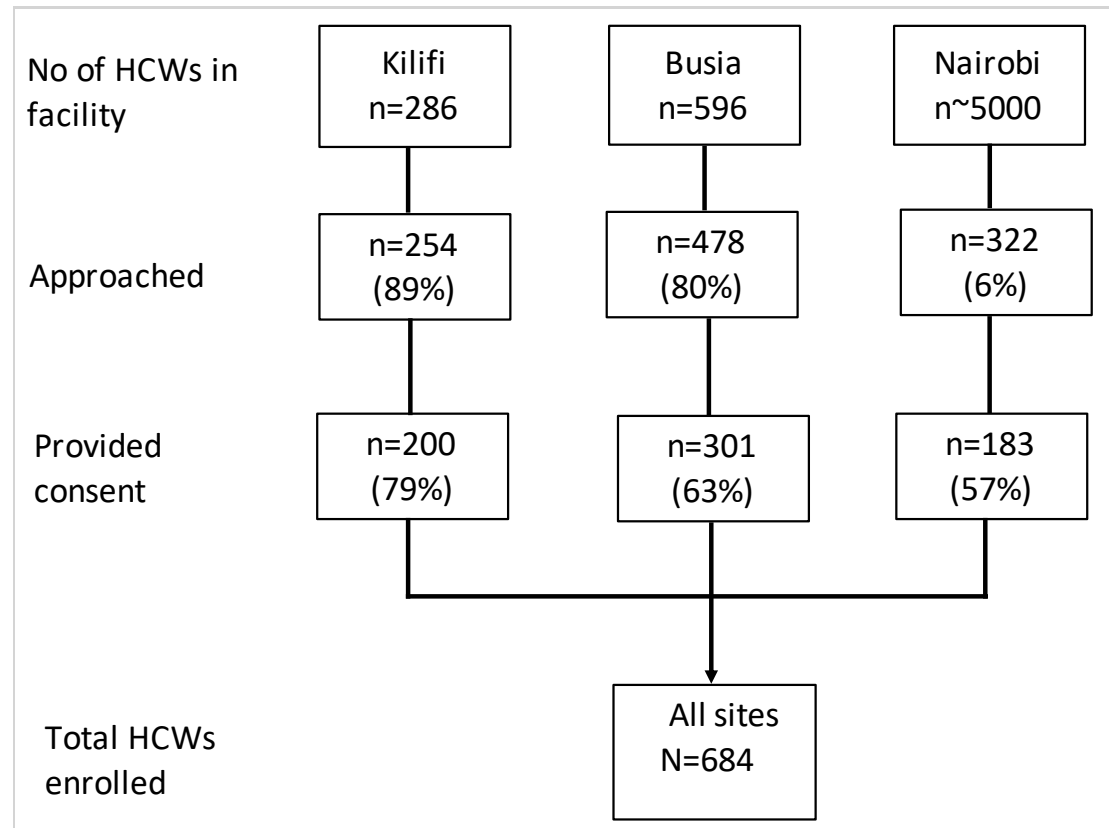 No of HCWs in
facility
Kilifi
n=286
Busia
n=596
Nairobi
n~5000
Approached
n=254
(89%)
n=478
(80%)
n=322
(6%)
Provided
consent
n=200
(79%)
n=301
(63%)
n=183
(57%)
Total HCWs
enrolled
All sites
N=684